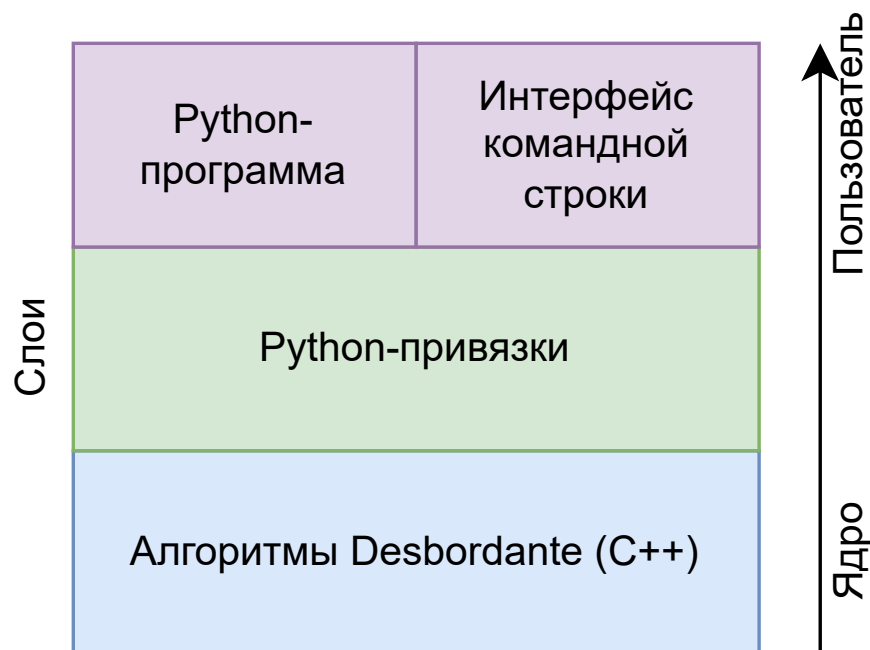 Python-
программа
Интерфейс
командной
строки
Пользователь
Слои
Python-привязки
Алгоритмы Desbordante (C++)
Ядро